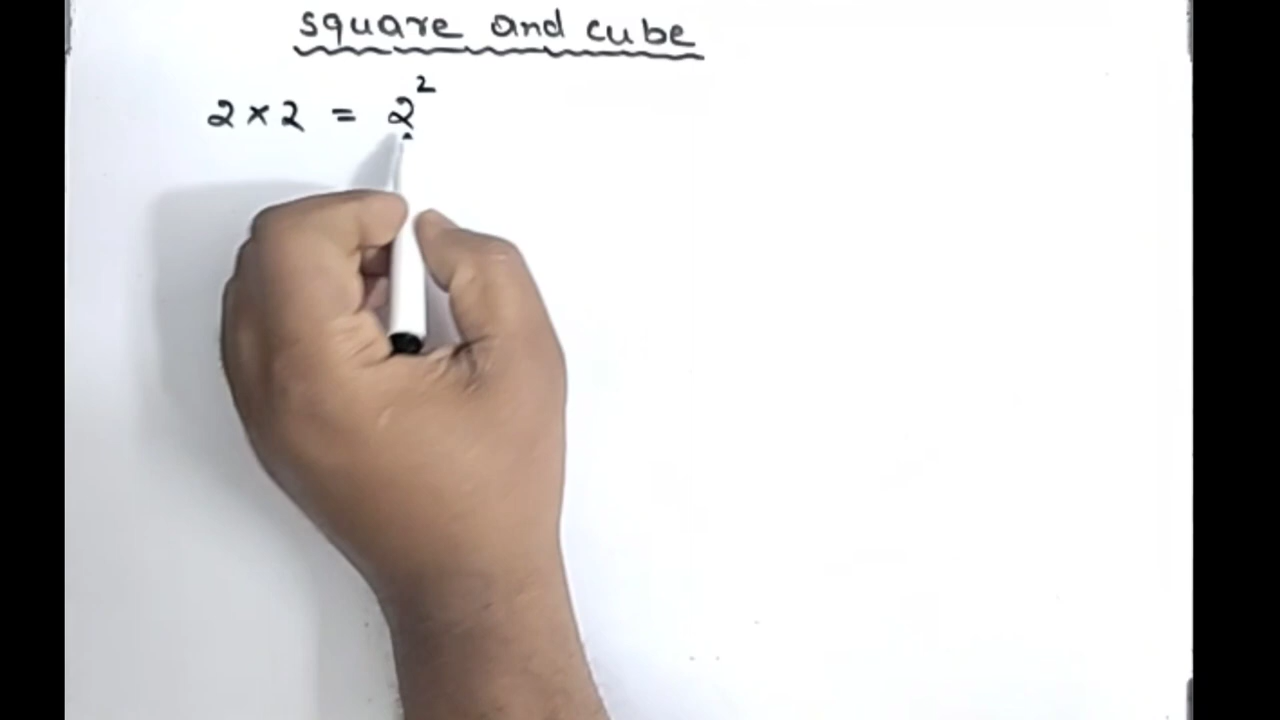 square and cube
2 × 2 = 2²